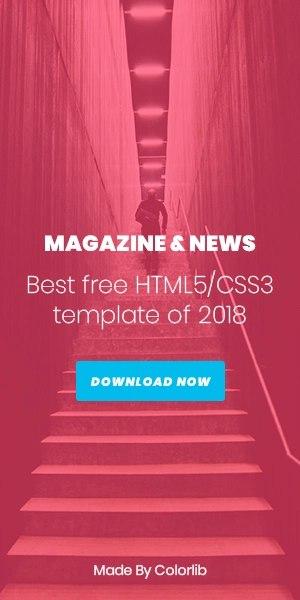 MAGAZINE & NEWS
Best free HTML5/CSS3
template of 2018
DOWNLOAD NOW
Made By Colorlib